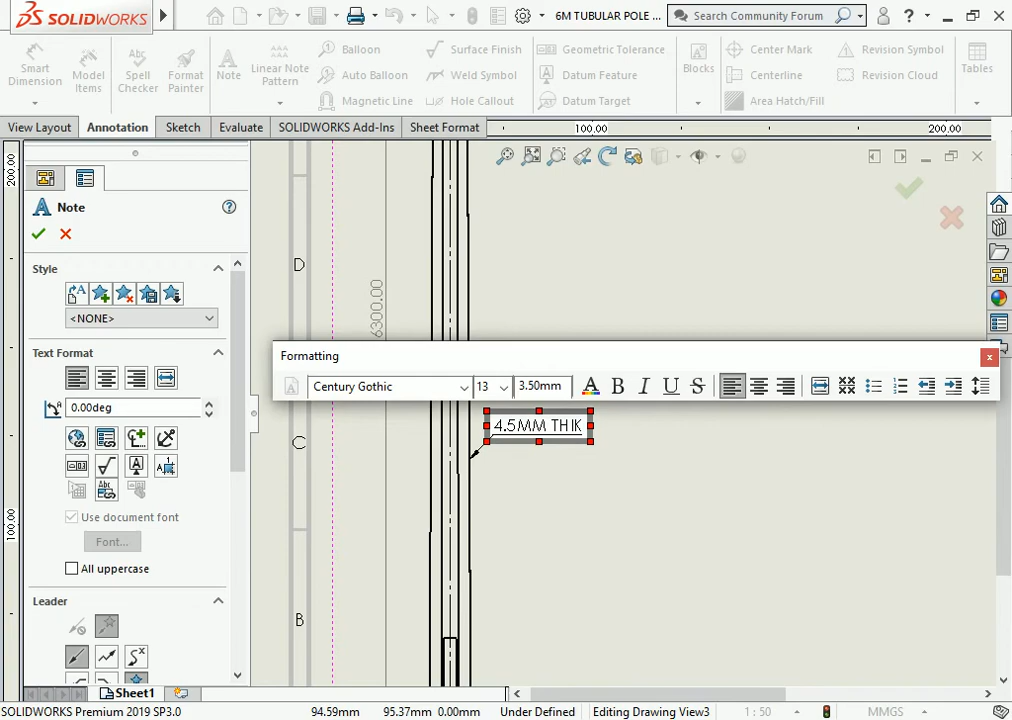 SOLIDWORKS
6M TUBULAR POLE ...
Search Community Forum
Smart Dimension
Model Items
Spell Checker
Format Painter
Note
Linear Note Pattern
Balloon
Auto Balloon
Magnetic Line
Surface Finish
Weld Symbol
Hole Callout
Geometric Tolerance
Datum Feature
Datum Target
Blocks
Center Mark
Centerline
Area Hatch/Fill
Revision Symbol
Revision Cloud
Tables
View Layout
Annotation
Sketch
Evaluate
SOLIDWORKS Add-Ins
Sheet Format
100.00
200.00
200.00
100.00
Note
Style
<NONE>
Text Format
0.00deg
Use document font
Font...
All uppercase
Leader
D
6300.00
C
B
Formatting
Century Gothic
13
3.50mm
4.5MM THIK
Sheet1
SOLIDWORKS Premium 2019 SP3.0
94.59mm
95.37mm
0.00mm
Under Defined
Editing Drawing View3
1 : 50
MMGS